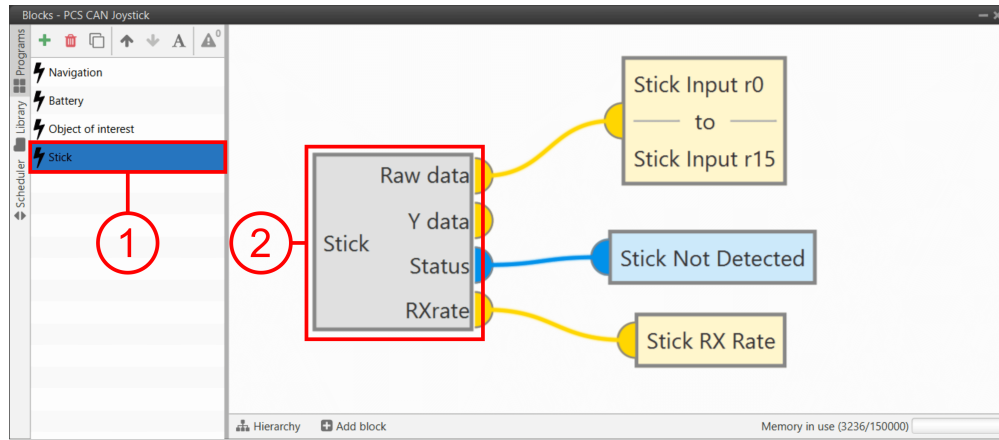 Blocks - PCS CAN Joystick
Programs
Library
Scheduler
A
0
Navigation
Battery
Object of interest
Stick
1
2
Stick
Raw data
Y data
Status
RXrate
Stick Input r0
to
Stick Input r15
Stick Not Detected
Stick RX Rate
Hierarchy
Add block
Memory in use (3236/150000)